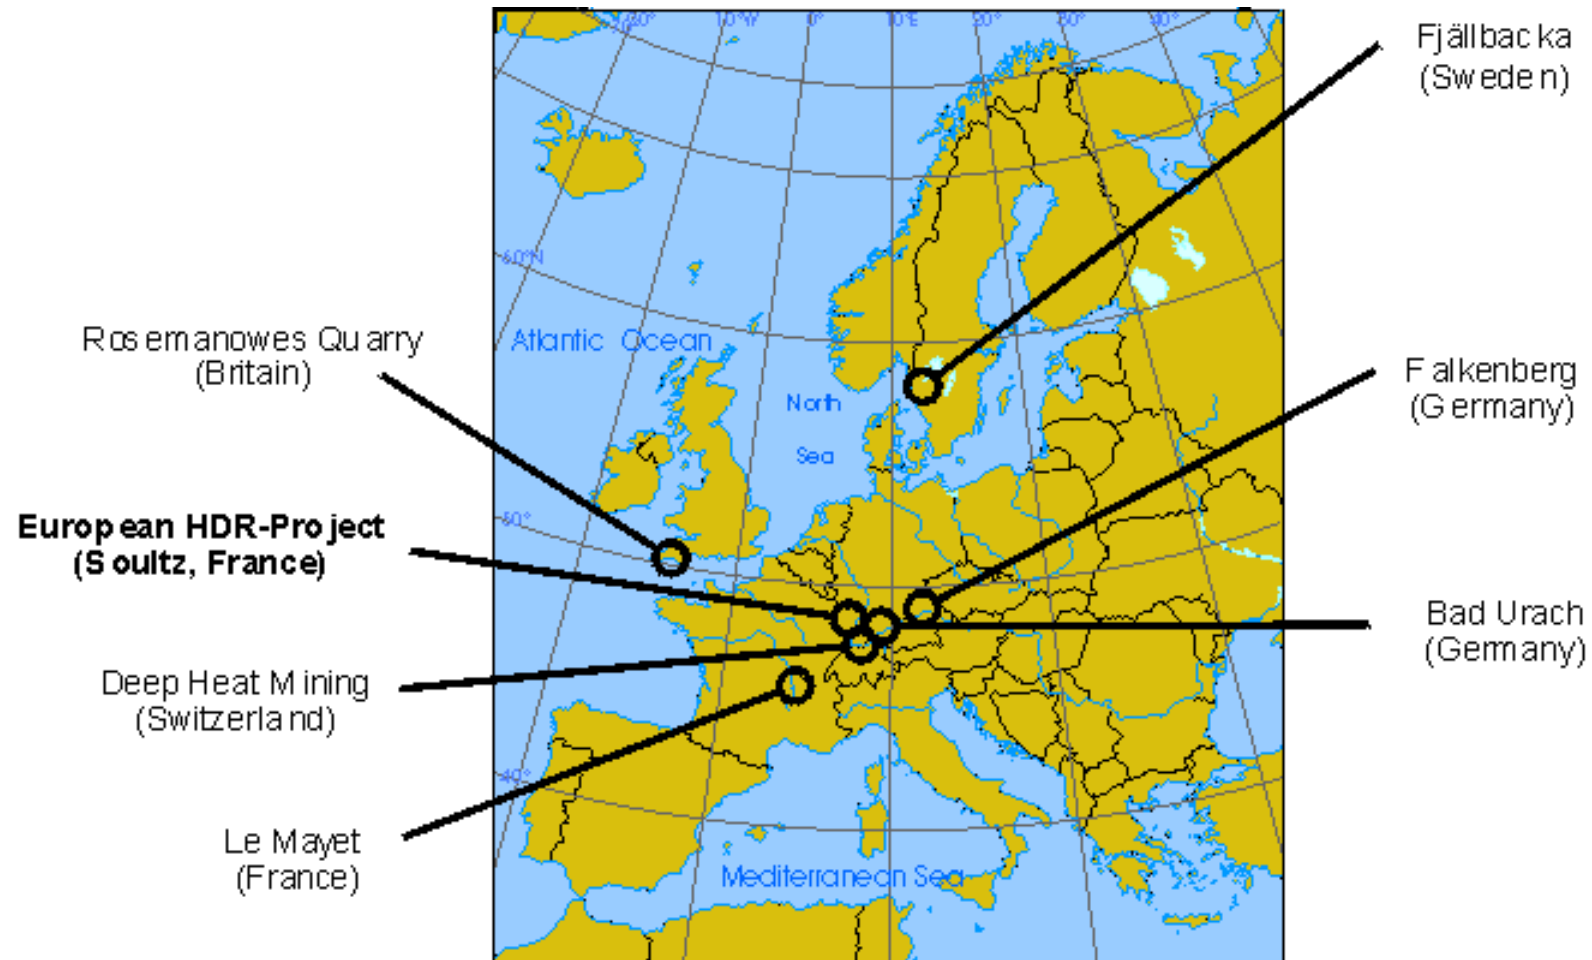 20° 10°W 0° 10°E 20° 30° 40°
Fjällbacka
(Sweden)
60°N
Atlantic Ocean
Rosemanowes Quarry
(Britain)
North
Sea
Falkenberg
(Germany)
50°
European HDR-Project
(Soultz, France)
Bad Urach
(Germany)
Deep Heat Mining
(Switzerland)
40°
Le Mayet
(France)
Mediterranean Sea